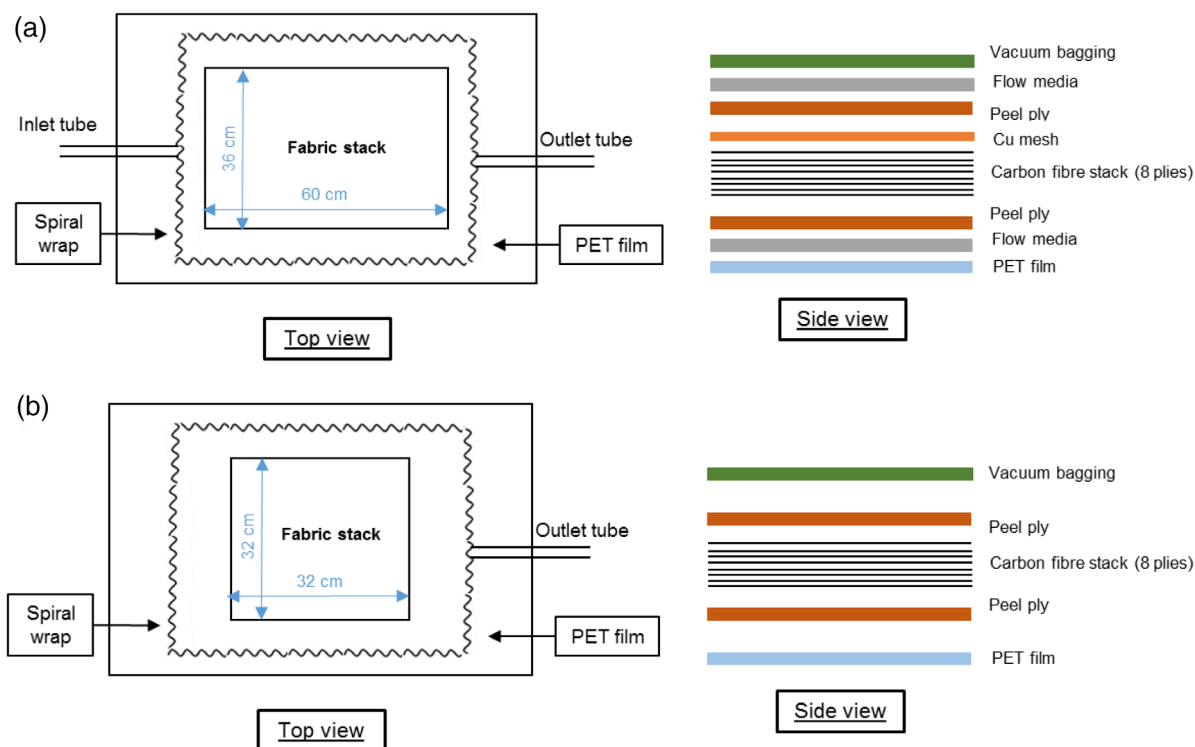 (a)
Inlet tube
36 cm
Fabric stack
60 cm
Outlet tube
Spiral
wrap
PET film
Top view
Vacuum bagging
Flow media
Peel ply
Cu mesh
Carbon fibre stack (8 plies)
Peel ply
Flow media
PET film
Side view
(b)
32 cm
Fabric stack
32 cm
Outlet tube
Spiral
wrap
PET film
Top view
Vacuum bagging
Peel ply
Carbon fibre stack (8 plies)
Peel ply
PET film
Side view